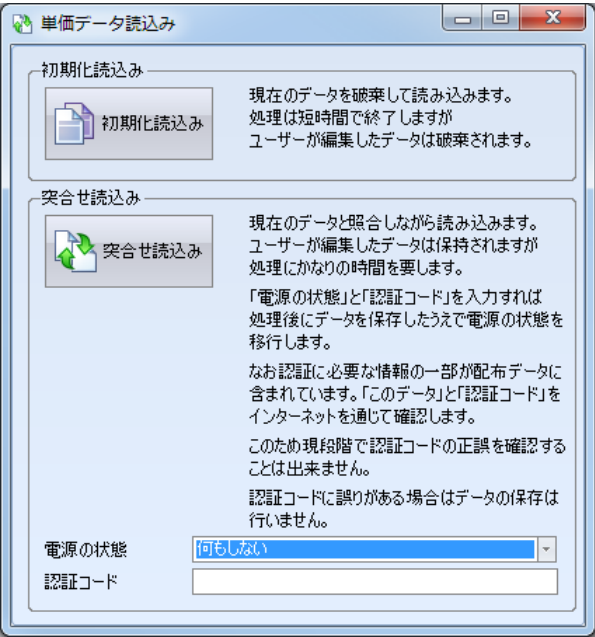 単価データ読込み
初期化読込み
初期化読込み
現在のデータを破棄して読み込みます。
処理は短時間で終了しますが
ユーザーが編集したデータは破棄されます。
突合せ読込み
突合せ読込み
現在のデータと照合しながら読み込みます。
ユーザーが編集したデータは保持されますが
処理にかなりの時間を要します。
「電源の状態」と「認証コード」を入力すれば
処理後にデータを保存したうえで電源の状態を
移行します。
なお認証に必要な情報の一部が配布データに
含まれています。「このデータ」と「認証コード」を
インターネットを通じて確認します。
このため現段階で認証コードの正誤を確認する
ことは出来ません。
認証コードに誤りがある場合はデータの保存は
行いません。
電源の状態 何もしない
認証コード